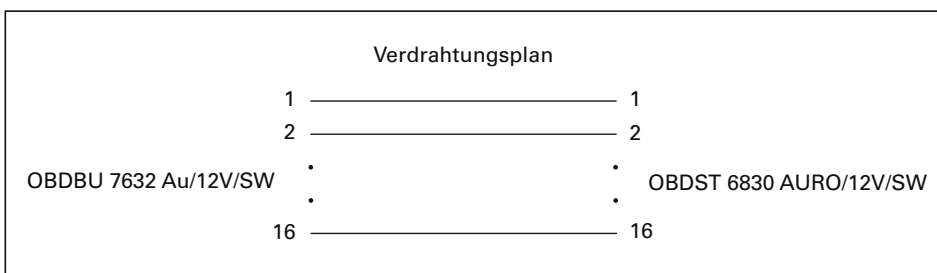 Verdrahtungsplan
1 1
2 2
OBDBU 7632 Au/12V/SW OBDST 6830 AURO/12V/SW
16 16